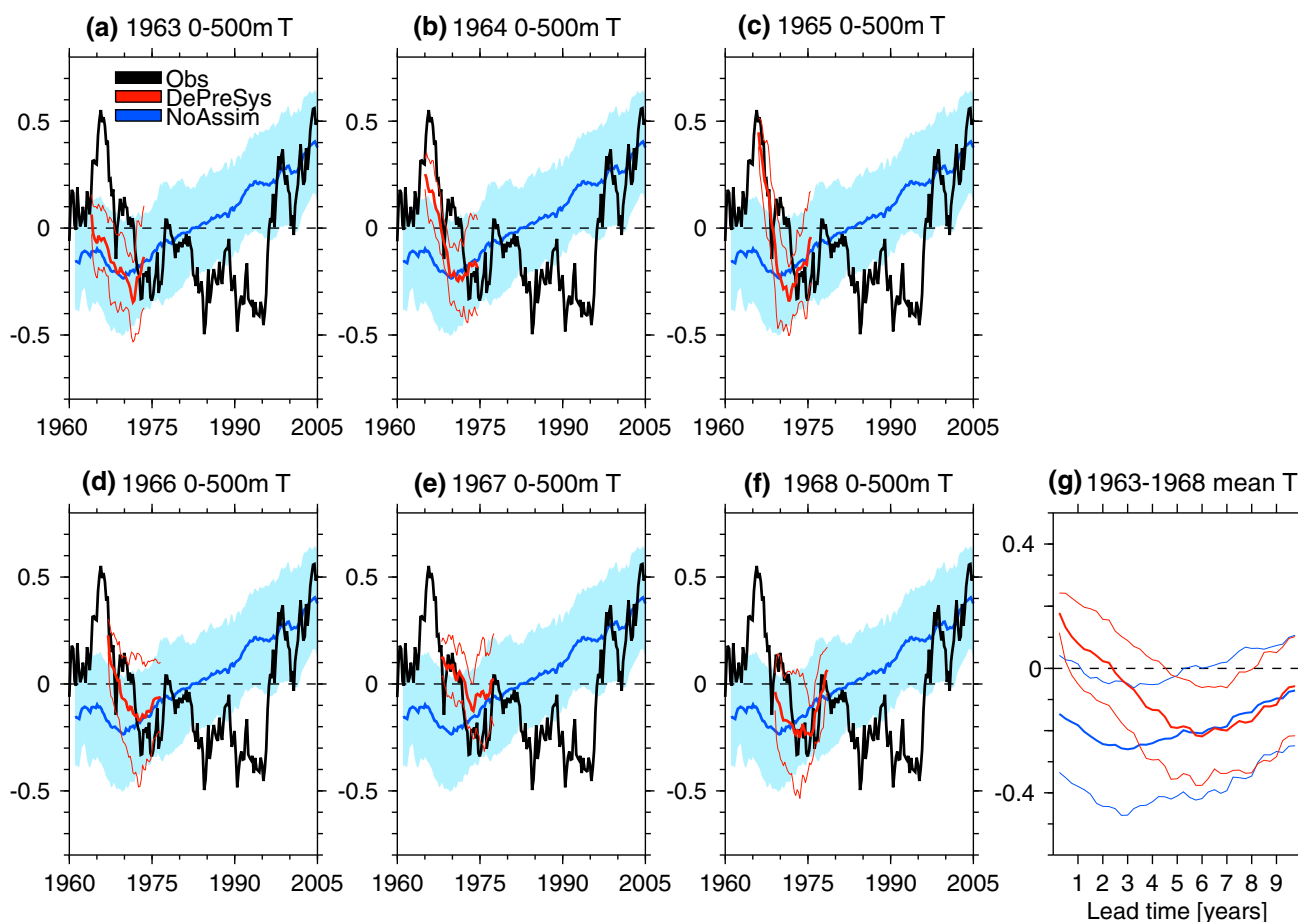 (a) 1963 0-500m T
(b) 1964 0-500m T
(c) 1965 0-500m T
Obs
DePreSys
NoAssim
0.5
0
-0.5
1960 1975 1990 2005
0.5
0
-0.5
1960 1975 1990 2005
0.5
0
-0.5
1960 1975 1990 2005
(d) 1966 0-500m T
(e) 1967 0-500m T
(f) 1968 0-500m T
(g) 1963-1968 mean T
0.5
0
-0.5
1960 1975 1990 2005
0.5
0
-0.5
1960 1975 1990 2005
0.5
0
-0.5
1960 1975 1990 2005
0.4
0
-0.4
1 2 3 4 5 6 7 8 9
Lead time [years]